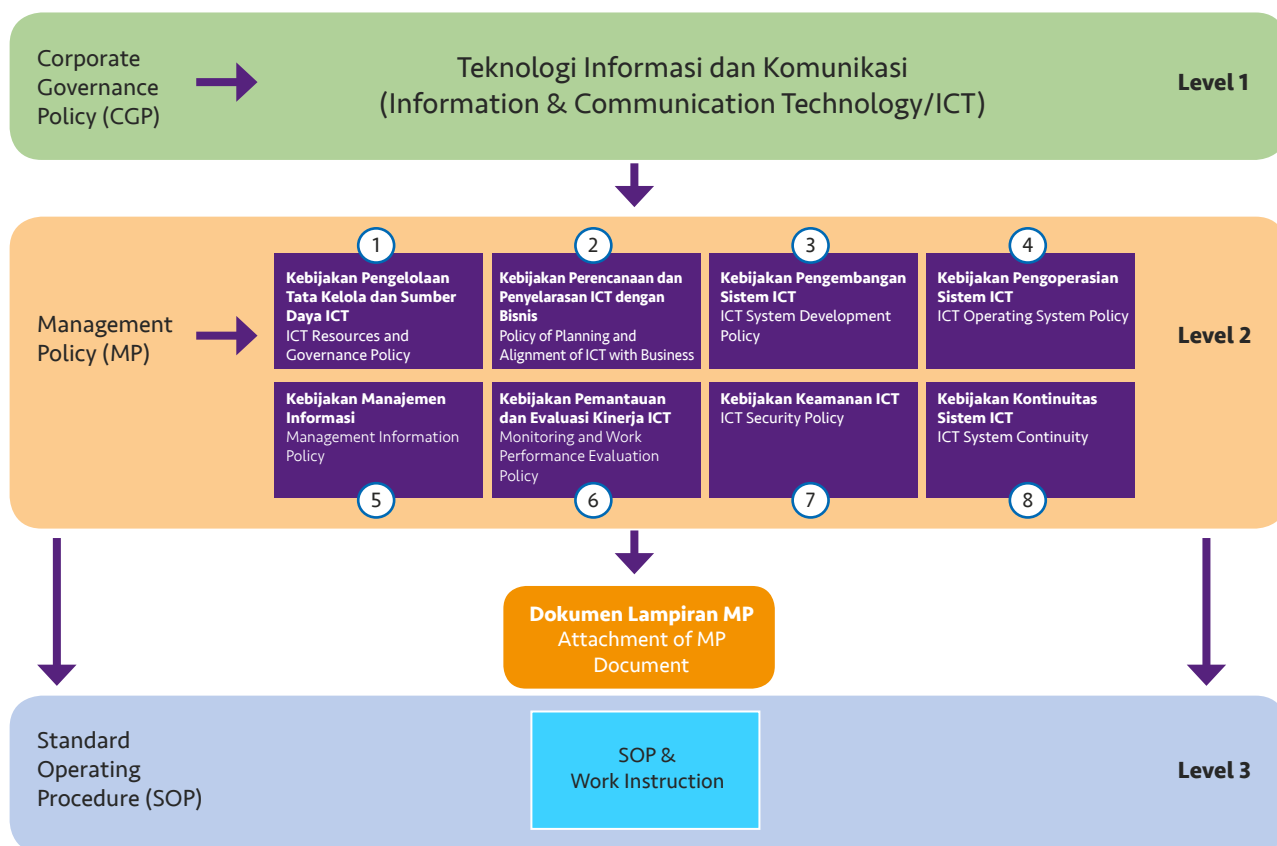 Corporate
Governance
Policy (CGP)
Teknologi Informasi dan Komunikasi
(Information & Communication Technology/ICT)
Level 1
Management
Policy (MP)
1
Kebijakan Pengelolaan
Tata Kelola dan Sumber
Daya ICT
ICT Resources and
Governance Policy
2
Kebijakan Perencanaan dan
Penyelarasan ICT dengan
Bisnis
Policy of Planning and
Alignment of ICT with Business
3
Kebijakan Pengembangan
Sistem ICT
ICT System Development
Policy
4
Kebijakan Pengoperasian
Sistem ICT
ICT Operating System Policy
Level 2
Kebijakan Manajemen
Informasi
Management Information
Policy
5
Kebijakan Pemantauan
dan Evaluasi Kinerja ICT
Monitoring and Work
Performance Evaluation
Policy
6
Kebijakan Keamanan ICT
ICT Security Policy
7
Kebijakan Kontinuitas
Sistem ICT
ICT System Continuity
8
Dokumen Lampiran MP
Attachment of MP
Document
Standard
Operating
Procedure (SOP)
SOP &
Work Instruction
Level 3